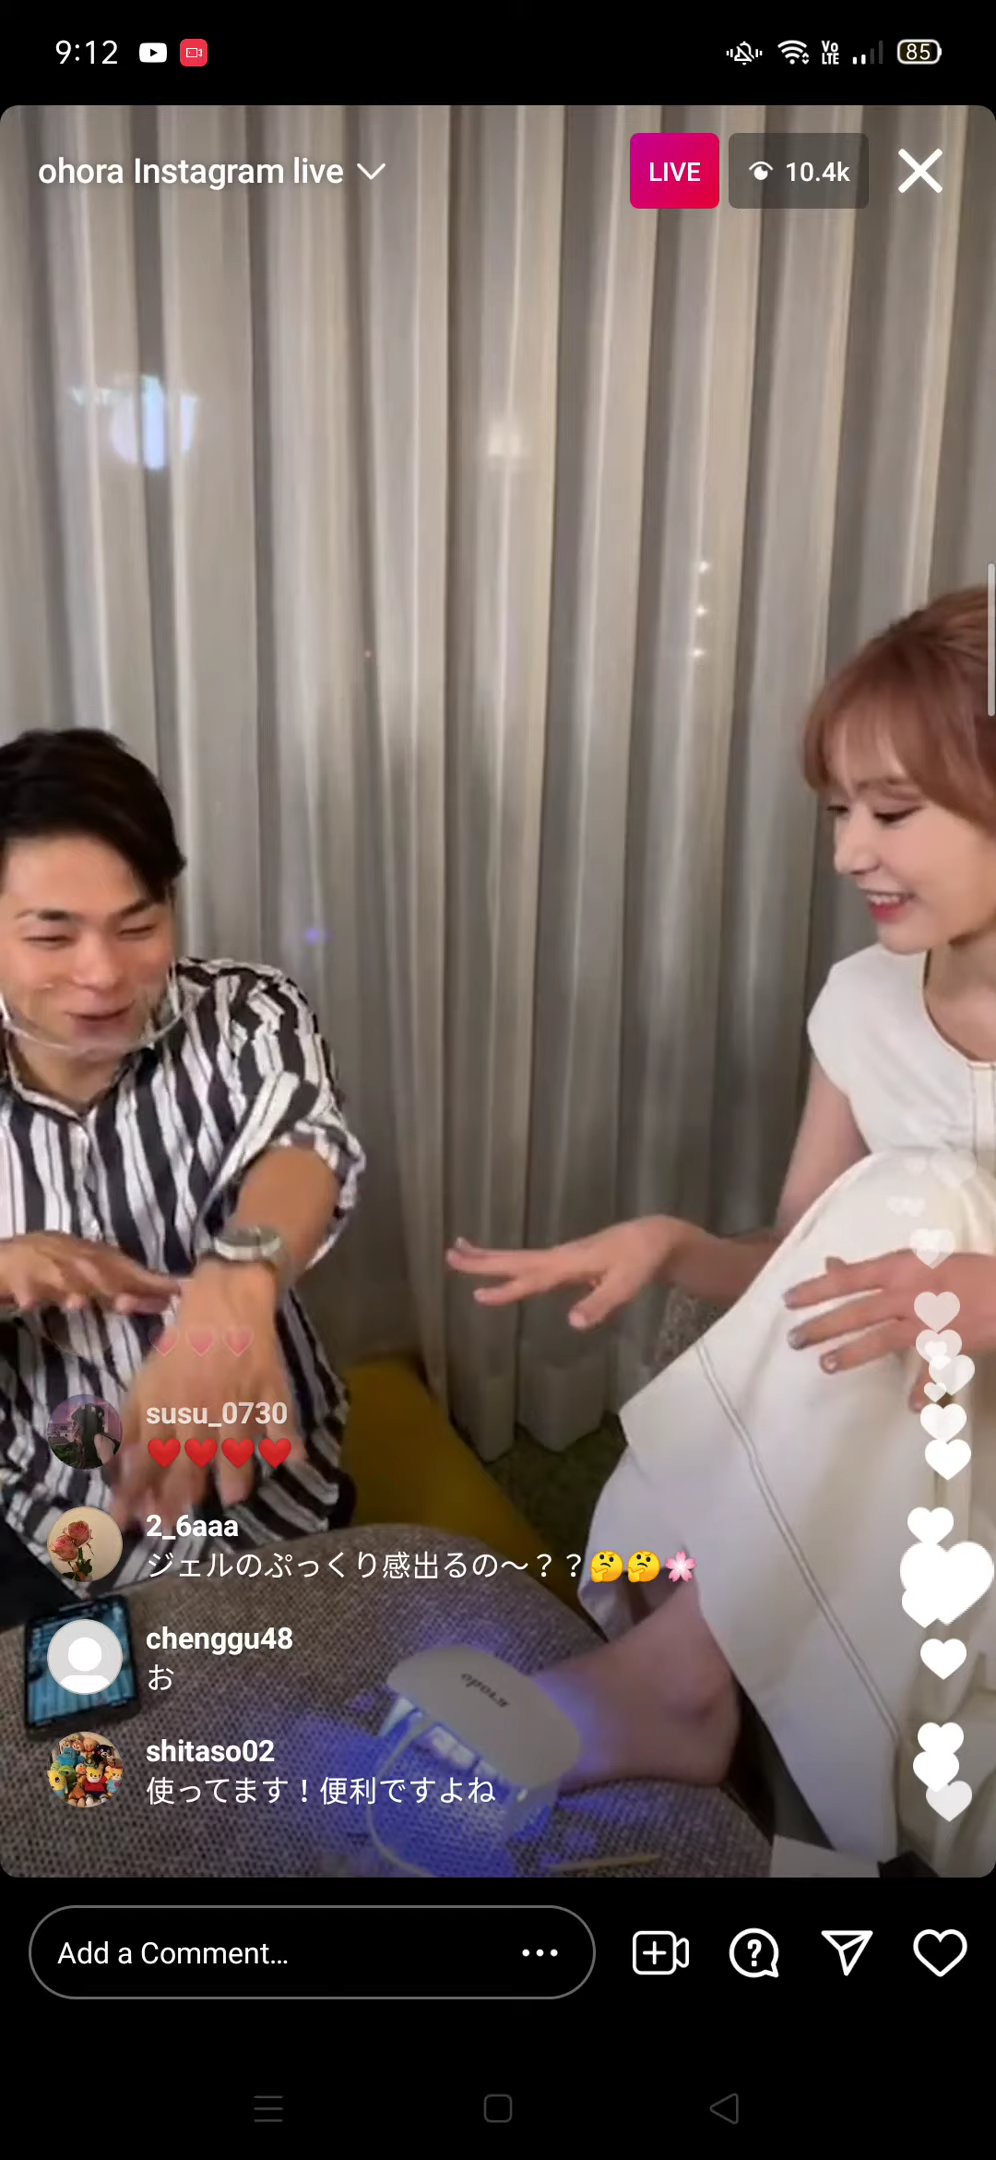 9:12
Vo
LTE
85
ohora Instagram live
LIVE
10.4k
susu_0730
❤️❤️❤️❤️
2_6aaa
ジェルのぷっくり感出るの〜？？🤔🤔🌸
chenggu48
お
shitaso02
使ってます！便利ですよね
Add a Comment...